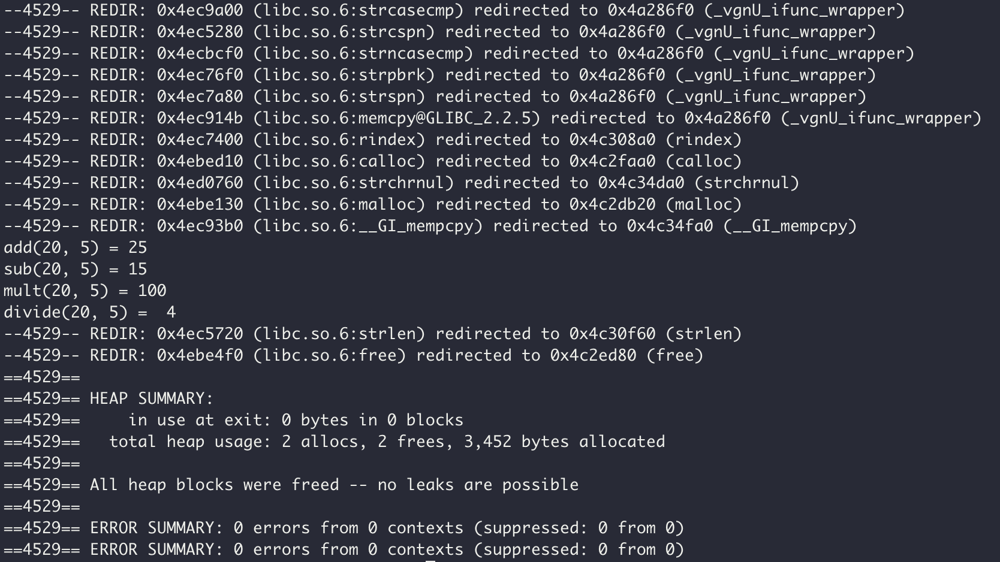 --4529-- REDIR: 0x4ec9a00 (libc.so.6:strcasecmp) redirected to 0x4a286f0 (_vgnU_ifunc_wrapper)
--4529-- REDIR: 0x4ec5280 (libc.so.6:strcspn) redirected to 0x4a286f0 (_vgnU_ifunc_wrapper)
--4529-- REDIR: 0x4ecbcf0 (libc.so.6:strncasecmp) redirected to 0x4a286f0 (_vgnU_ifunc_wrapper)
--4529-- REDIR: 0x4ec76f0 (libc.so.6:strpbrk) redirected to 0x4a286f0 (_vgnU_ifunc_wrapper)
--4529-- REDIR: 0x4ec7a80 (libc.so.6:strspn) redirected to 0x4a286f0 (_vgnU_ifunc_wrapper)
--4529-- REDIR: 0x4ec914b (libc.so.6:memcpy@GLIBC_2.2.5) redirected to 0x4a286f0 (_vgnU_ifunc_wrapper)
--4529-- REDIR: 0x4ec7400 (libc.so.6:rindex) redirected to 0x4c308a0 (rindex)
--4529-- REDIR: 0x4ebed10 (libc.so.6:calloc) redirected to 0x4c2faa0 (calloc)
--4529-- REDIR: 0x4ed0760 (libc.so.6:strchrnul) redirected to 0x4c34da0 (strchrnul)
--4529-- REDIR: 0x4ebe130 (libc.so.6:malloc) redirected to 0x4c2db20 (malloc)
--4529-- REDIR: 0x4ec93b0 (libc.so.6:__GI_mempcpy) redirected to 0x4c34fa0 (__GI_mempcpy)
add(20, 5) = 25
sub(20, 5) = 15
mult(20, 5) = 100
divide(20, 5) =  4
--4529-- REDIR: 0x4ec5720 (libc.so.6:strlen) redirected to 0x4c30f60 (strlen)
--4529-- REDIR: 0x4ebe4f0 (libc.so.6:free) redirected to 0x4c2ed80 (free)
==4529==
==4529== HEAP SUMMARY:
==4529==     in use at exit: 0 bytes in 0 blocks
==4529==   total heap usage: 2 allocs, 2 frees, 3,452 bytes allocated
==4529==
==4529== All heap blocks were freed -- no leaks are possible
==4529==
==4529== ERROR SUMMARY: 0 errors from 0 contexts (suppressed: 0 from 0)
==4529== ERROR SUMMARY: 0 errors from 0 contexts (suppressed: 0 from 0)